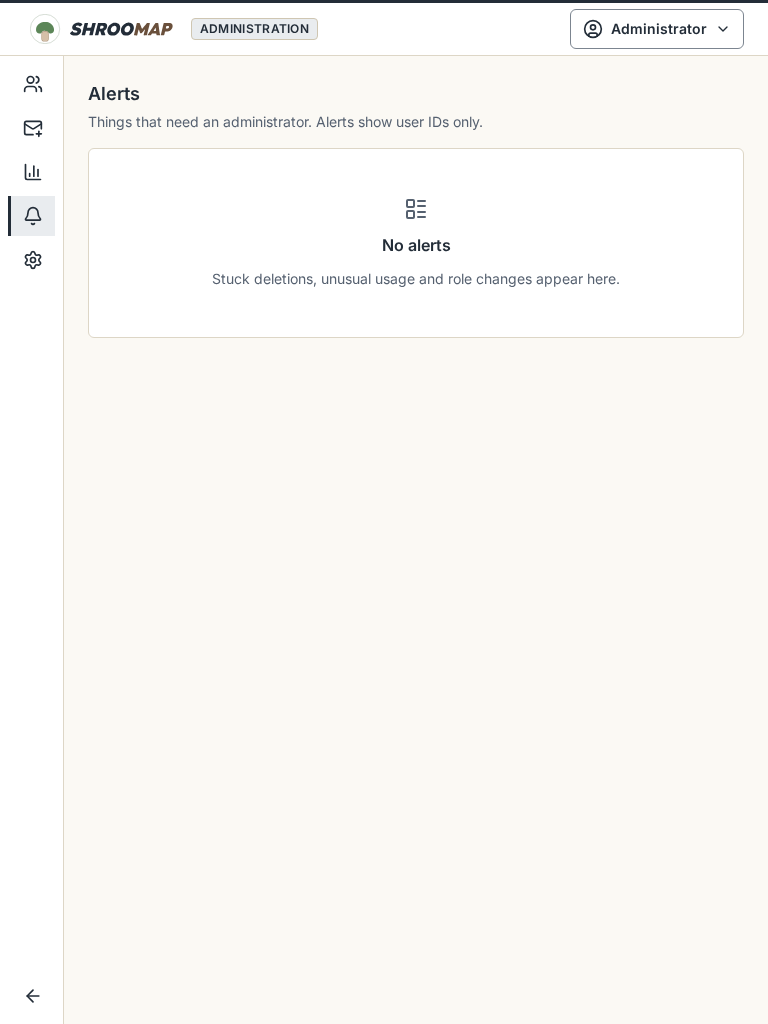 SHROOMAP
ADMINISTRATION
Administrator
Alerts
Things that need an administrator. Alerts show user IDs only.
No alerts
Stuck deletions, unusual usage and role changes appear here.